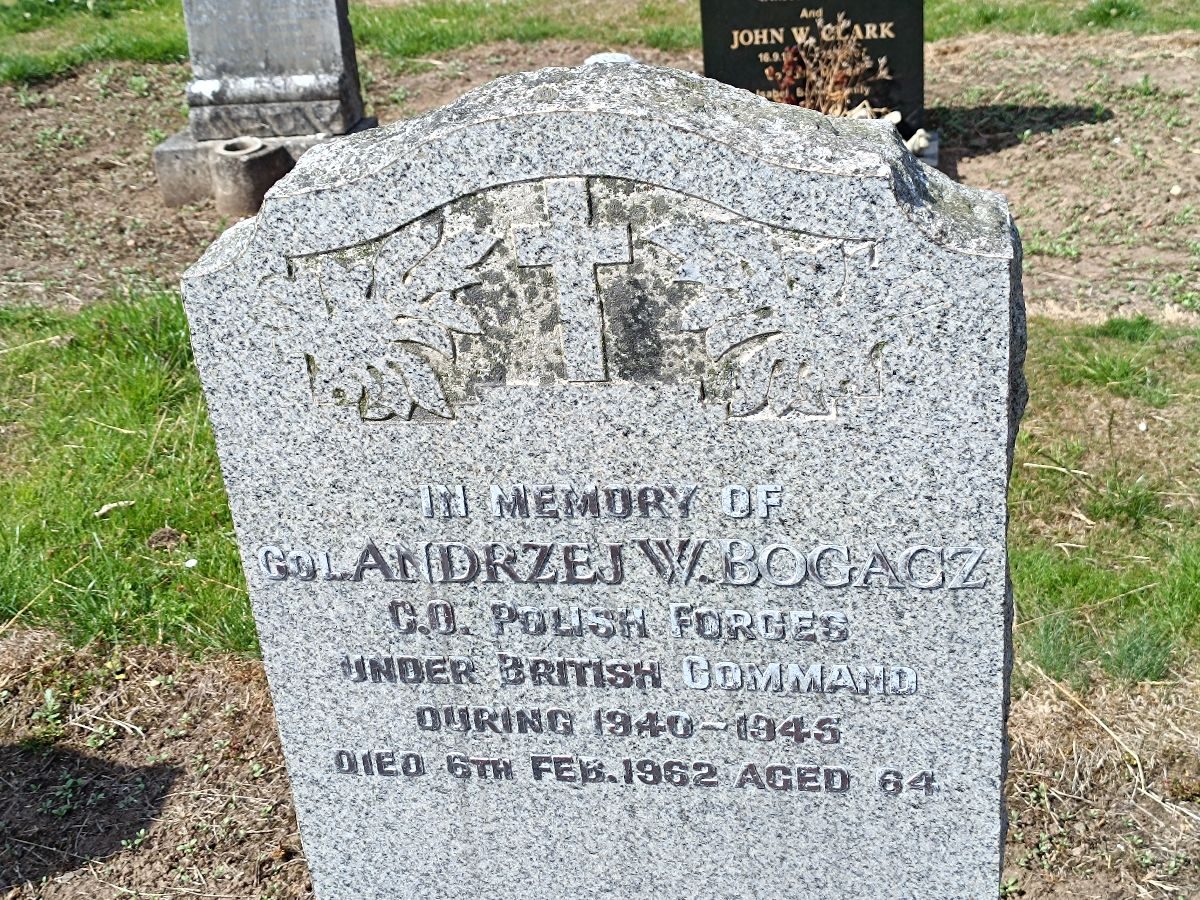 And
JOHN W. CLARK
IN MEMORY OF
COL. ANDRZEJ W. BOGACZ
C.O. POLISH FORCES
UNDER BRITISH COMMAND
DURING 1940-1945
DIED 6TH FEB. 1962 AGED 64